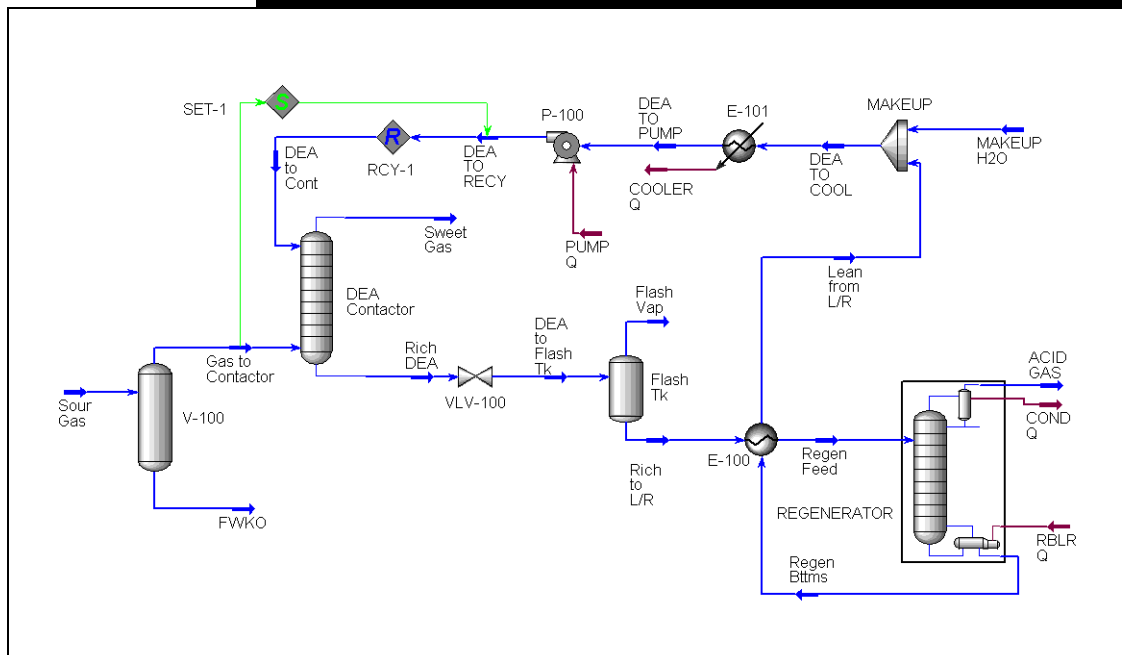 SET-1
S
DEA
to
Cont
R
RCY-1
DEA
TO
RECY
P-100
PUMP
Q
DEA
TO
PUMP
E-101
COOLER
Q
DEA
TO
COOL
MAKEUP
MAKEUP
H2O
Sweet
Gas
DEA
Contactor
Gas to
Contactor
Sour
Gas
V-100
FWKO
Rich
DEA
VLV-100
DEA
to
Flash
Tk
Flash
Vap
Flash
Tk
Rich
to
L/R
E-100
Lean
from
L/R
Regen
Feed
REGENERATOR
ACID
GAS
COND
Q
RBLR
Q
Regen
Bttms